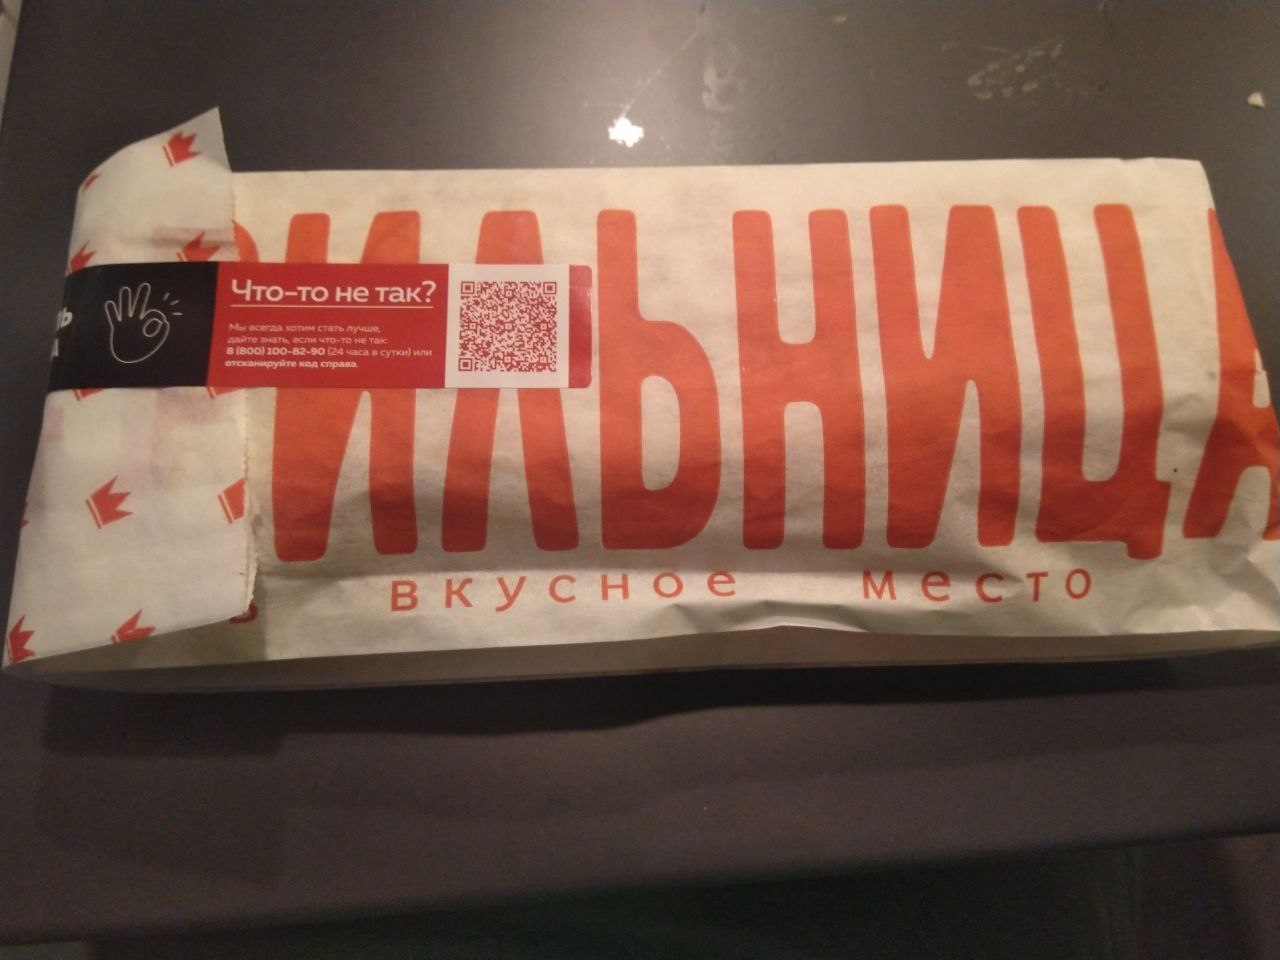 Что-то не так?
Мы всегда хотим стать лучше,
дайте знать, если что-то не так:
8 (800) 100-82-90 (24 часа в сутки) или
отсканируйте код справа.
ИЛЬНИЦА
вкусное место